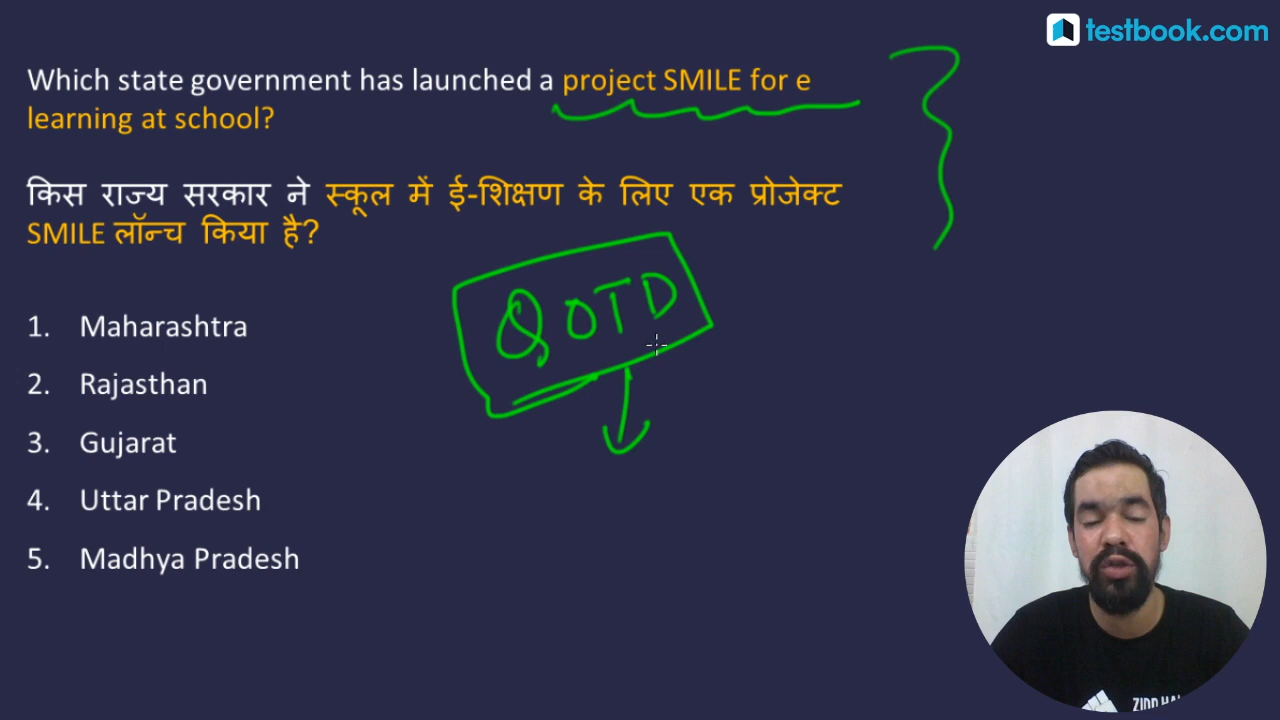 testbook.com
Which state government has launched a project SMILE for e
learning at school?
किस राज्य सरकार ने स्कूल में ई-शिक्षण के लिए एक प्रोजेक्ट
SMILE लॉन्च किया है?
QOTD
1. Maharashtra
2. Rajasthan
3. Gujarat
4. Uttar Pradesh
5. Madhya Pradesh